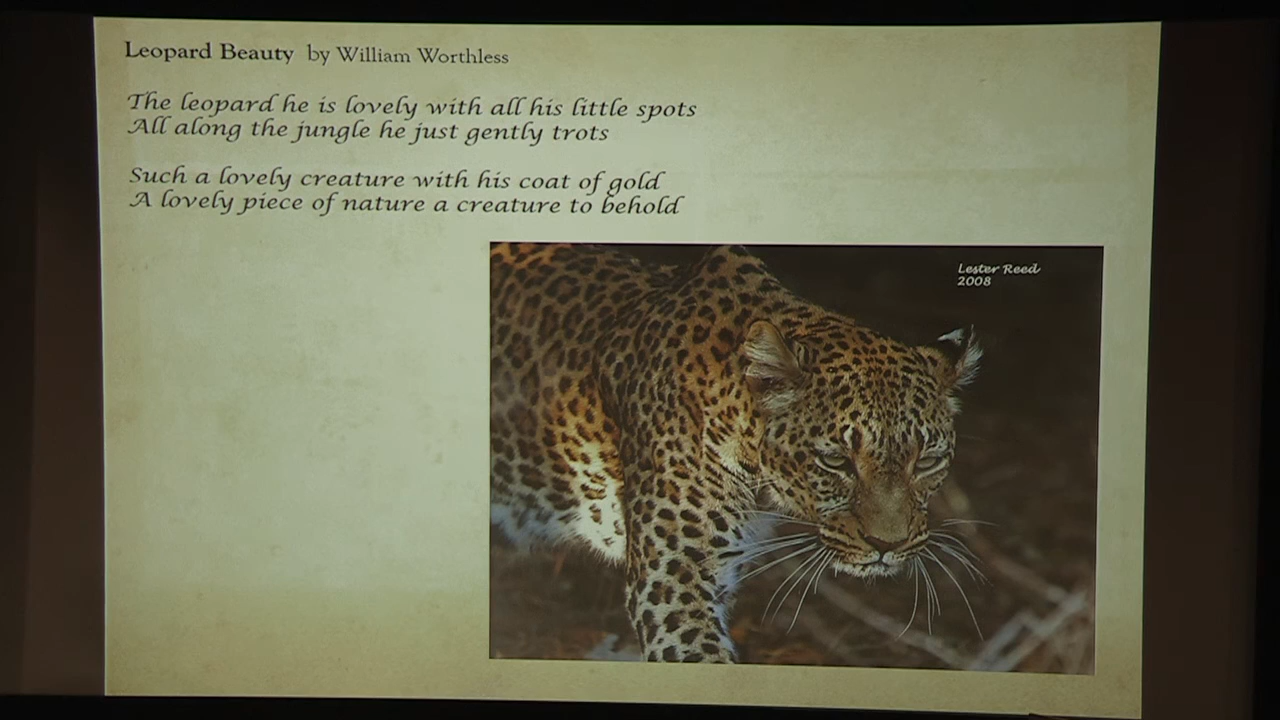 Leopard Beauty by William Worthless
The leopard he is lovely with all his little spots
All along the jungle he just gently trots
Such a lovely creature with his coat of gold
A lovely piece of nature a creature to behold
Lester Reed
2008